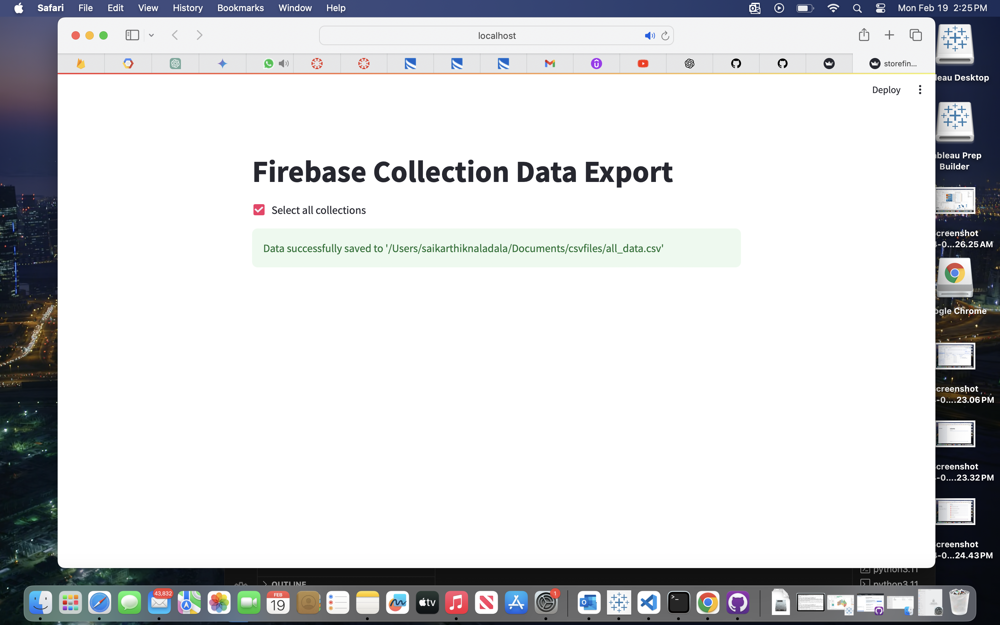 Safari File Edit View History Bookmarks Window Help
Mon Feb 19 2:25 PM
localhost
storefin...
Deploy
Firebase Collection Data Export
Select all collections
Data successfully saved to '/Users/saikarthiknaladala/Documents/csvfiles/all_data.csv'
leau Desktop
bleau Prep
Builder
creenshot
-0...26.25 AM
ogle Chrome
creenshot
-0....23.06 PM
creenshot
-0....23.32 PM
creenshot
-0...24.43 PM
python3.11
OUTLINE
python3.11
43,832
FEB
19
tv
1